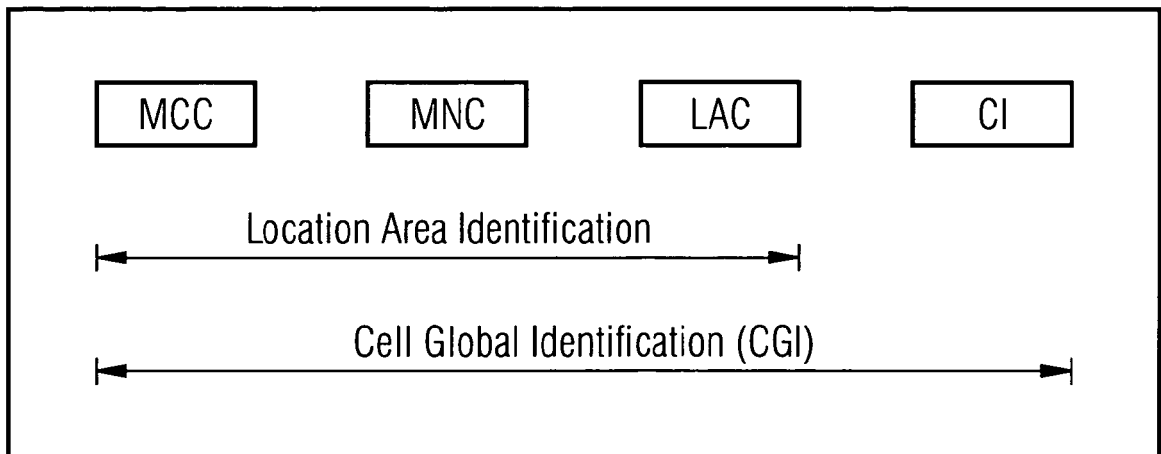 MCC MNC LAC CI
Location Area Identification
Cell Global Identification (CGI)